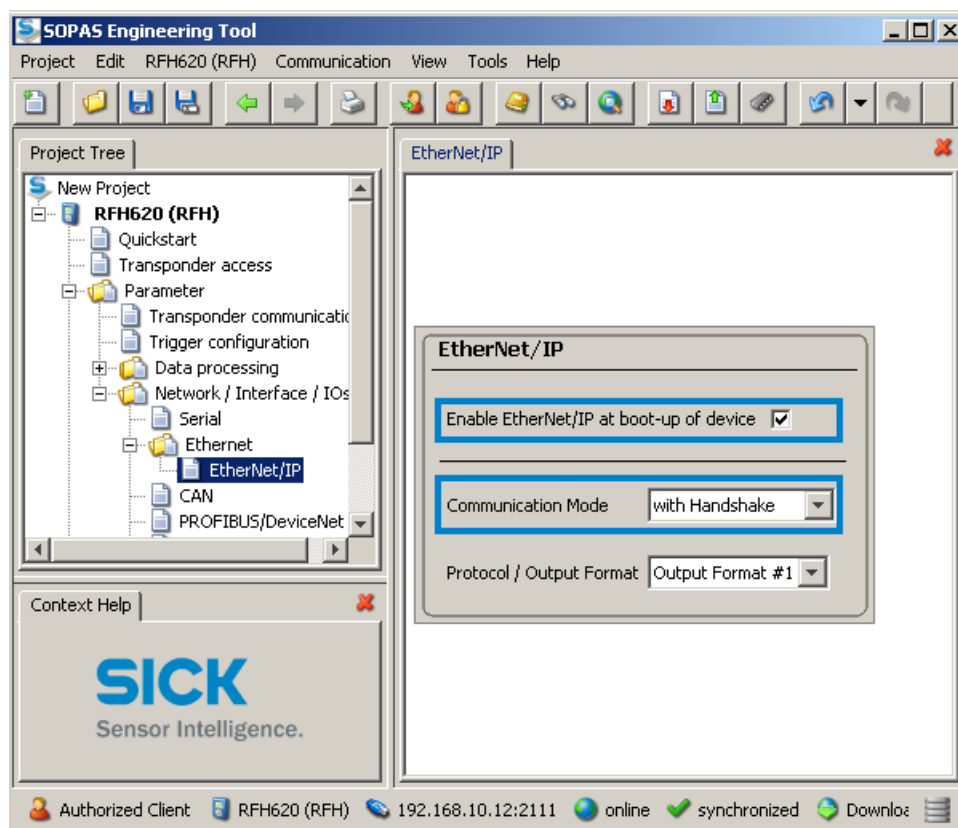 SOPAS Engineering Tool
Project Edit RFH620 (RFH) Communication View Tools Help
Project Tree
New Project
RFH620 (RFH)
Quickstart
Transponder access
Parameter
Transponder communicatio
Trigger configuration
Data processing
Network / Interface / IOs
Serial
Ethernet
EtherNet/IP
CAN
PROFIBUS/DeviceNet
Context Help
SICK
Sensor Intelligence.
EtherNet/IP
EtherNet/IP
Enable EtherNet/IP at boot-up of device
Communication Mode with Handshake
Protocol / Output Format Output Format #1
Authorized Client RFH620 (RFH) 192.168.10.12:2111 online synchronized Downloa